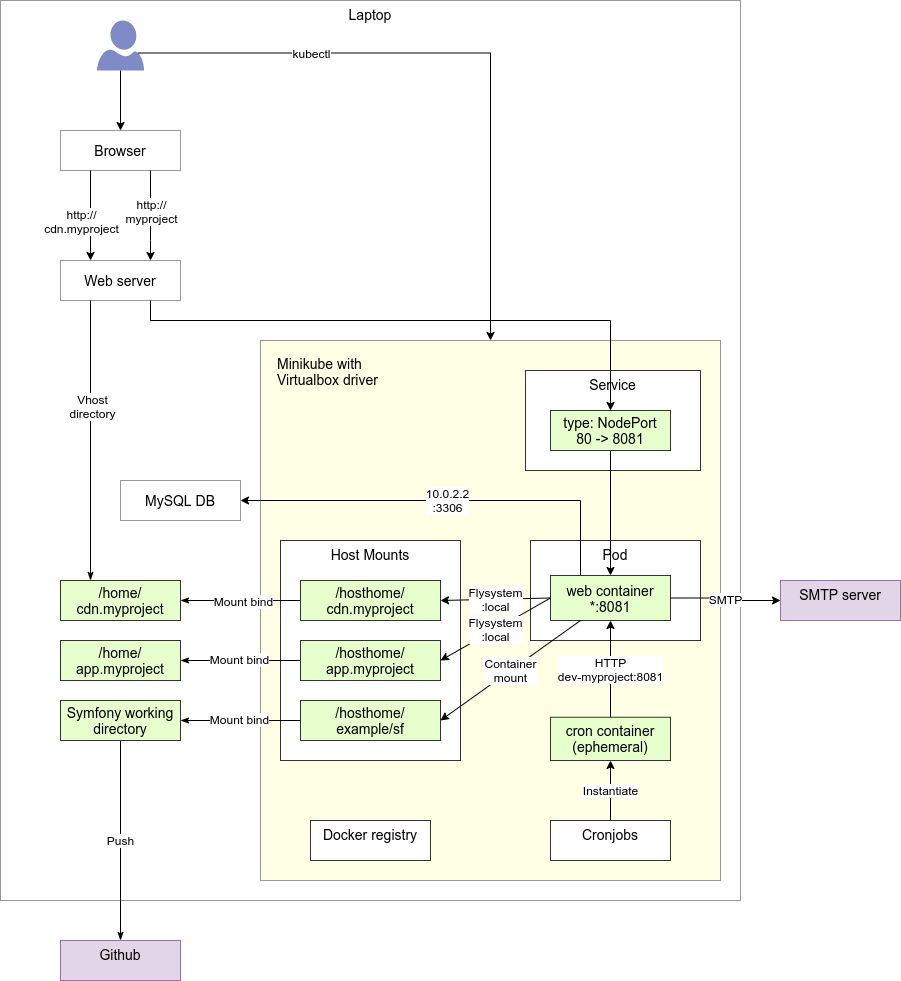 Laptop
kubectl
Browser
http://
cdn.myproject
http://
myproject
Web server
Minikube with
Virtualbox driver
Service
type: NodePort
80 -> 8081
Vhost
directory
MySQL DB
10.0.2.2
:3306
Host Mounts
Pod
/home/
cdn.myproject
Mount bind
/hosthome/
cdn.myproject
Flysystem
:local
web container
*:8081
SMTP
SMTP server
/home/
app.myproject
Mount bind
/hosthome/
app.myproject
Flysystem
:local
Container
mount
HTTP
dev-myproject:8081
Symfony working
directory
Mount bind
/hosthome/
example/sf
cron container
(ephemeral)
Instantiate
Push
Docker registry
Cronjobs
Github